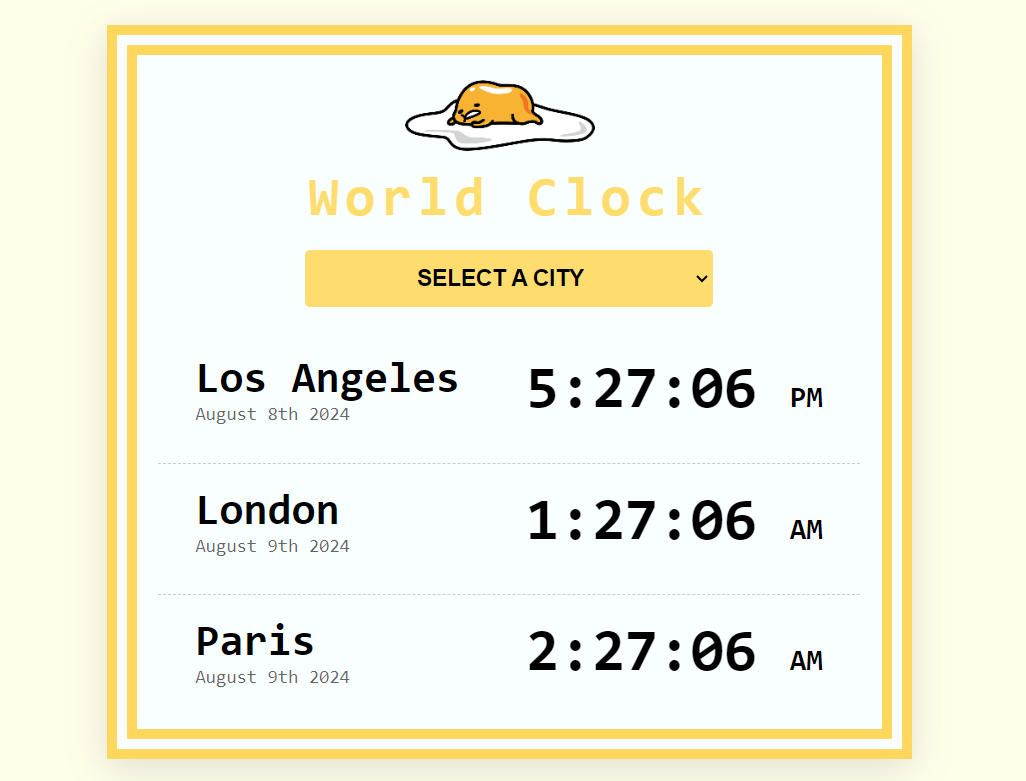 World Clock
SELECT A CITY
Los Angeles
August 8th 2024
5:27:06 PM
London
August 9th 2024
1:27:06 AM
Paris
August 9th 2024
2:27:06 AM